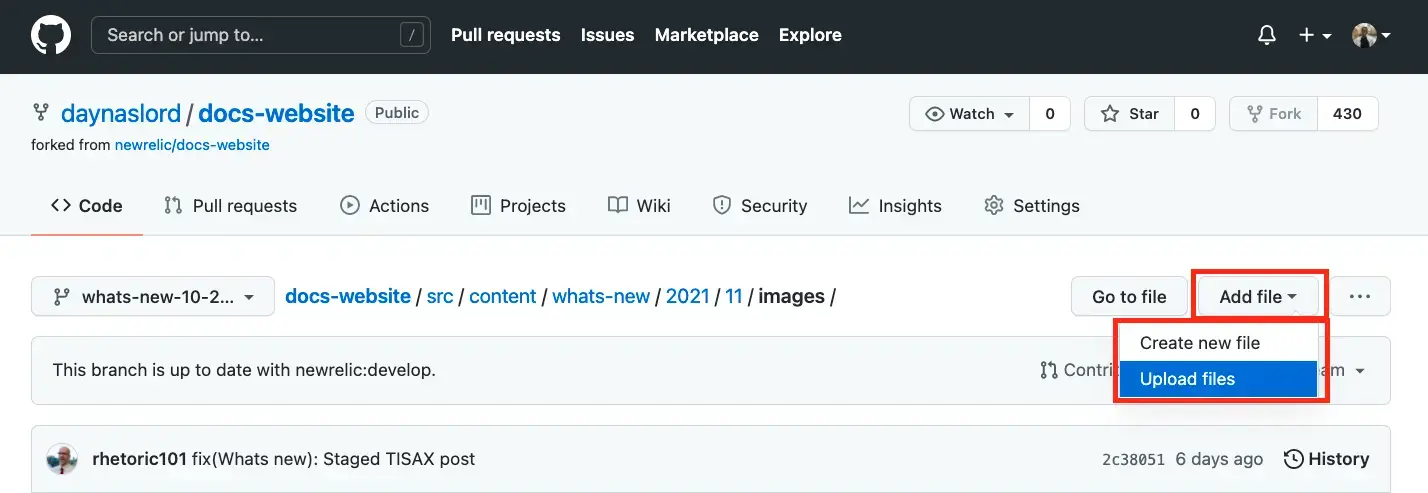 Search or jump to... / Pull requests Issues Marketplace Explore
daynaslord / docs-website Public Watch 0 Star 0 Fork 430
forked from newrelic/docs-website
Code Pull requests Actions Projects Wiki Security Insights Settings
whats-new-10-2... docs-website / src / content / whats-new / 2021 / 11 / images / Go to file Add file ...
Create new file
This branch is up to date with newrelic:develop.
Upload files
rhetoric101 fix(Whats new): Staged TISAX post 2c38051 6 days ago History